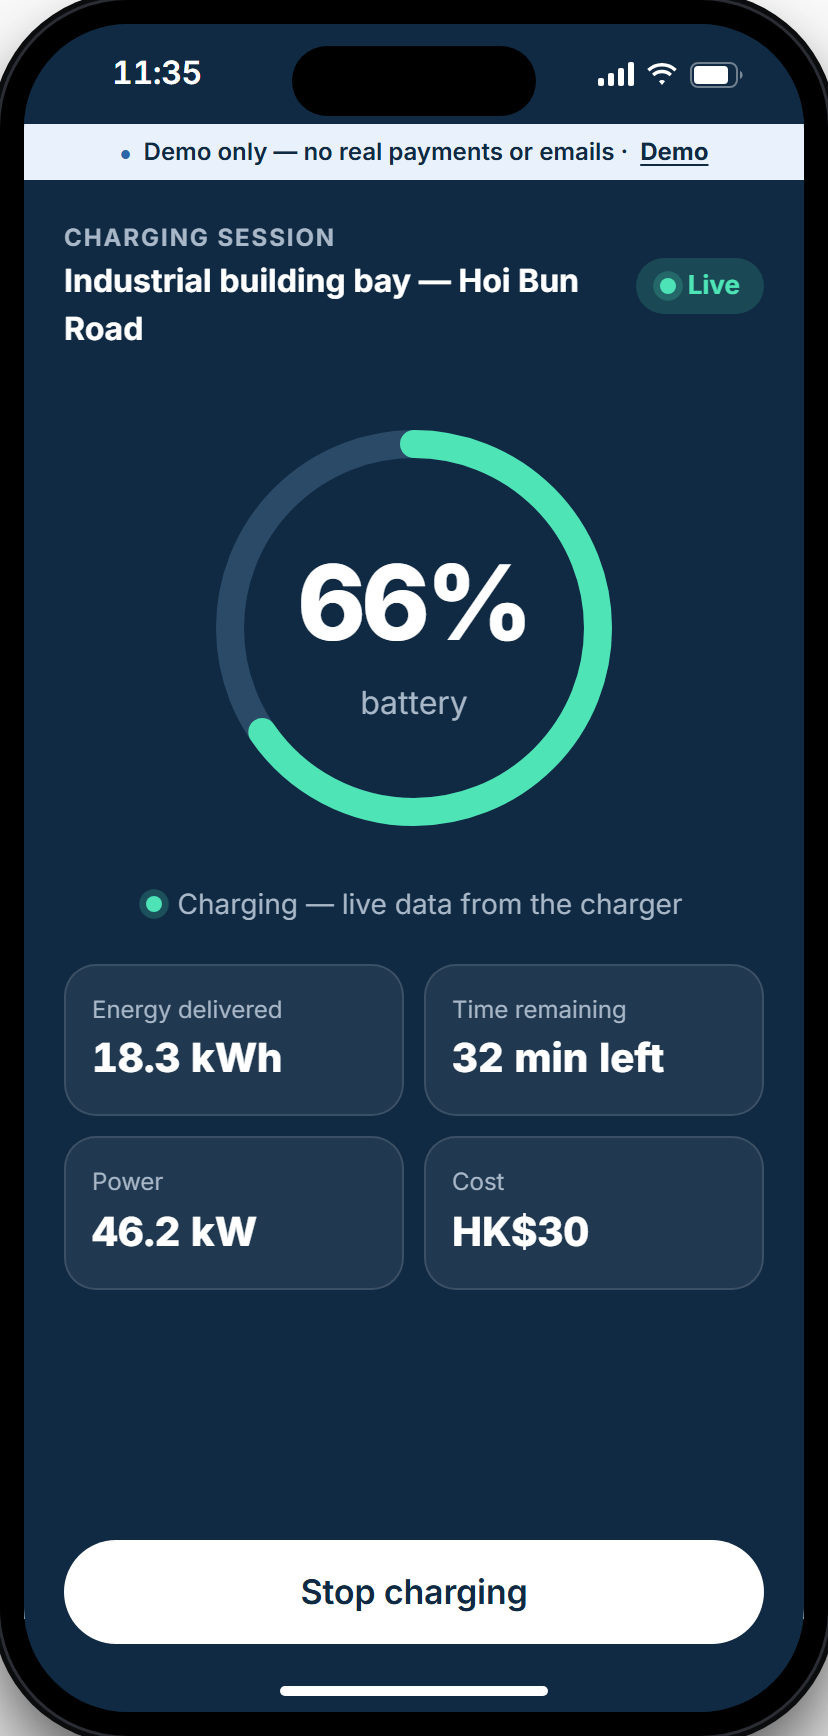 11:35
Demo only — no real payments or emails · Demo
CHARGING SESSION
Industrial building bay — Hoi Bun
Road
Live
66%
battery
Charging — live data from the charger
Energy delivered
18.3 kWh
Time remaining
32 min left
Power
46.2 kW
Cost
HK$30
Stop charging